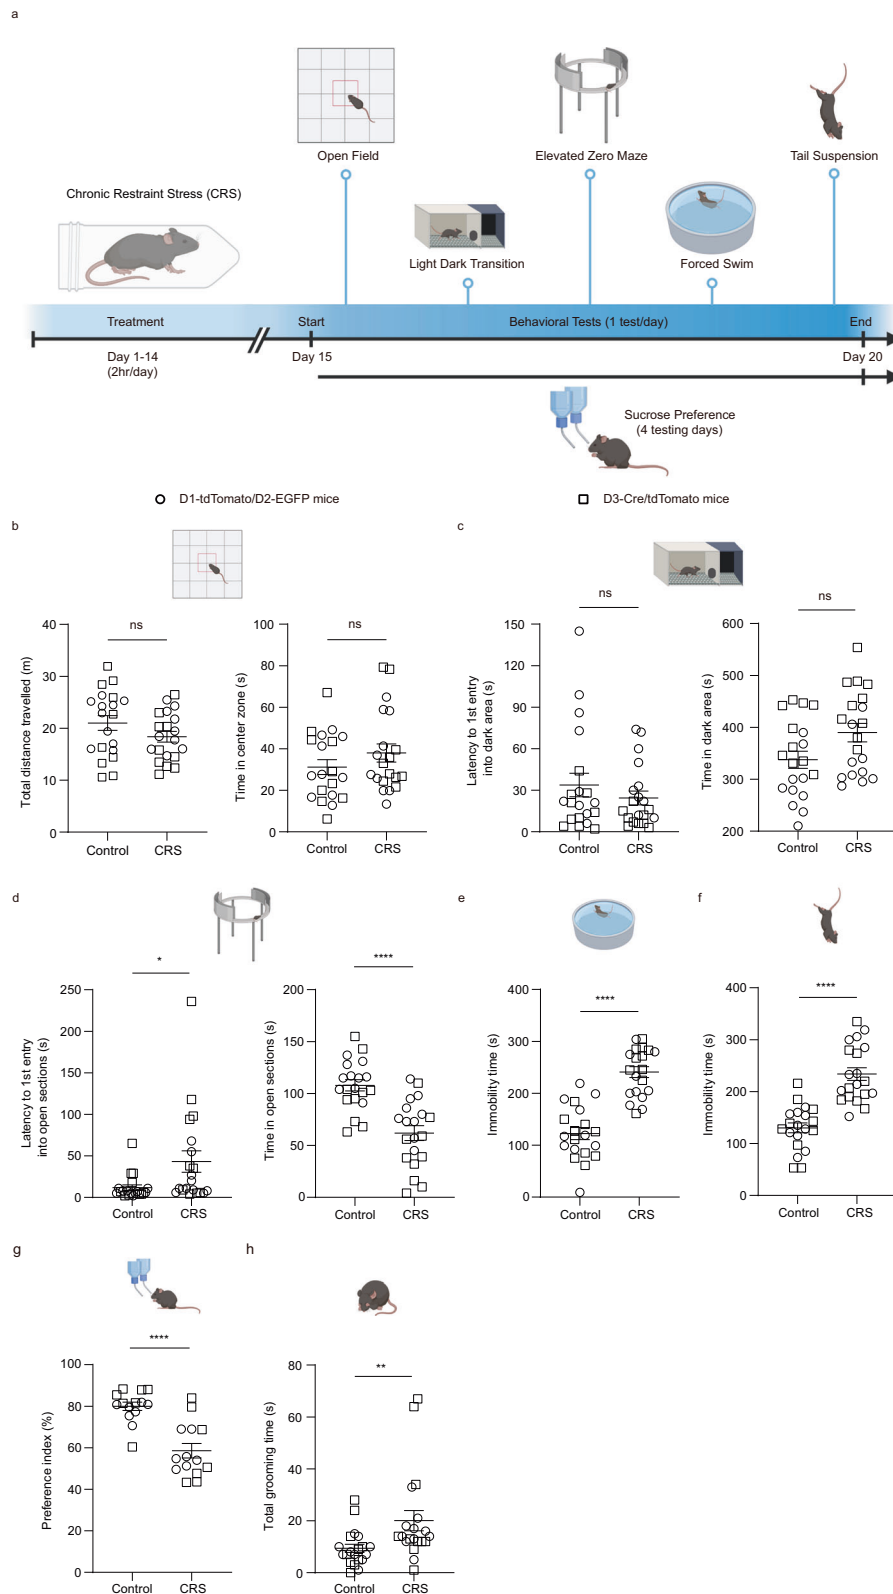 a
Open Field
Elevated Zero Maze
Tail Suspension
Chronic Restraint Stress (CRS)
Light Dark Transition
Forced Swim
Treatment
Start
Behavioral Tests (1 test/day)
End
Day 1-14
(2hr/day)
Day 15
Day 20
Sucrose Preference
(4 testing days)
D1-tdTomato/D2-EGFP mice
D3-Cre/tdTomato mice
b
Total distance travelled (m)
40
30
20
10
0
ns
Control
CRS
Time in center zone (s)
100
80
60
40
20
0
ns
Control
CRS
c
Latency to 1st entry
into dark area (s)
150
120
90
60
30
0
ns
Control
CRS
Time in dark area (s)
600
500
400
300
200
ns
Control
CRS
d
Latency to 1st entry
into open sections (s)
250
200
150
100
50
0
*
Control
CRS
Time in open sections (s)
200
150
100
50
0
****
Control
CRS
e
Immobility time (s)
400
300
200
100
0
****
Control
CRS
f
Immobility time (s)
400
300
200
100
0
****
Control
CRS
g
Preference index (%)
100
80
60
40
20
0
****
Control
CRS
h
Total grooming time (s)
80
60
40
20
0
**
Control
CRS